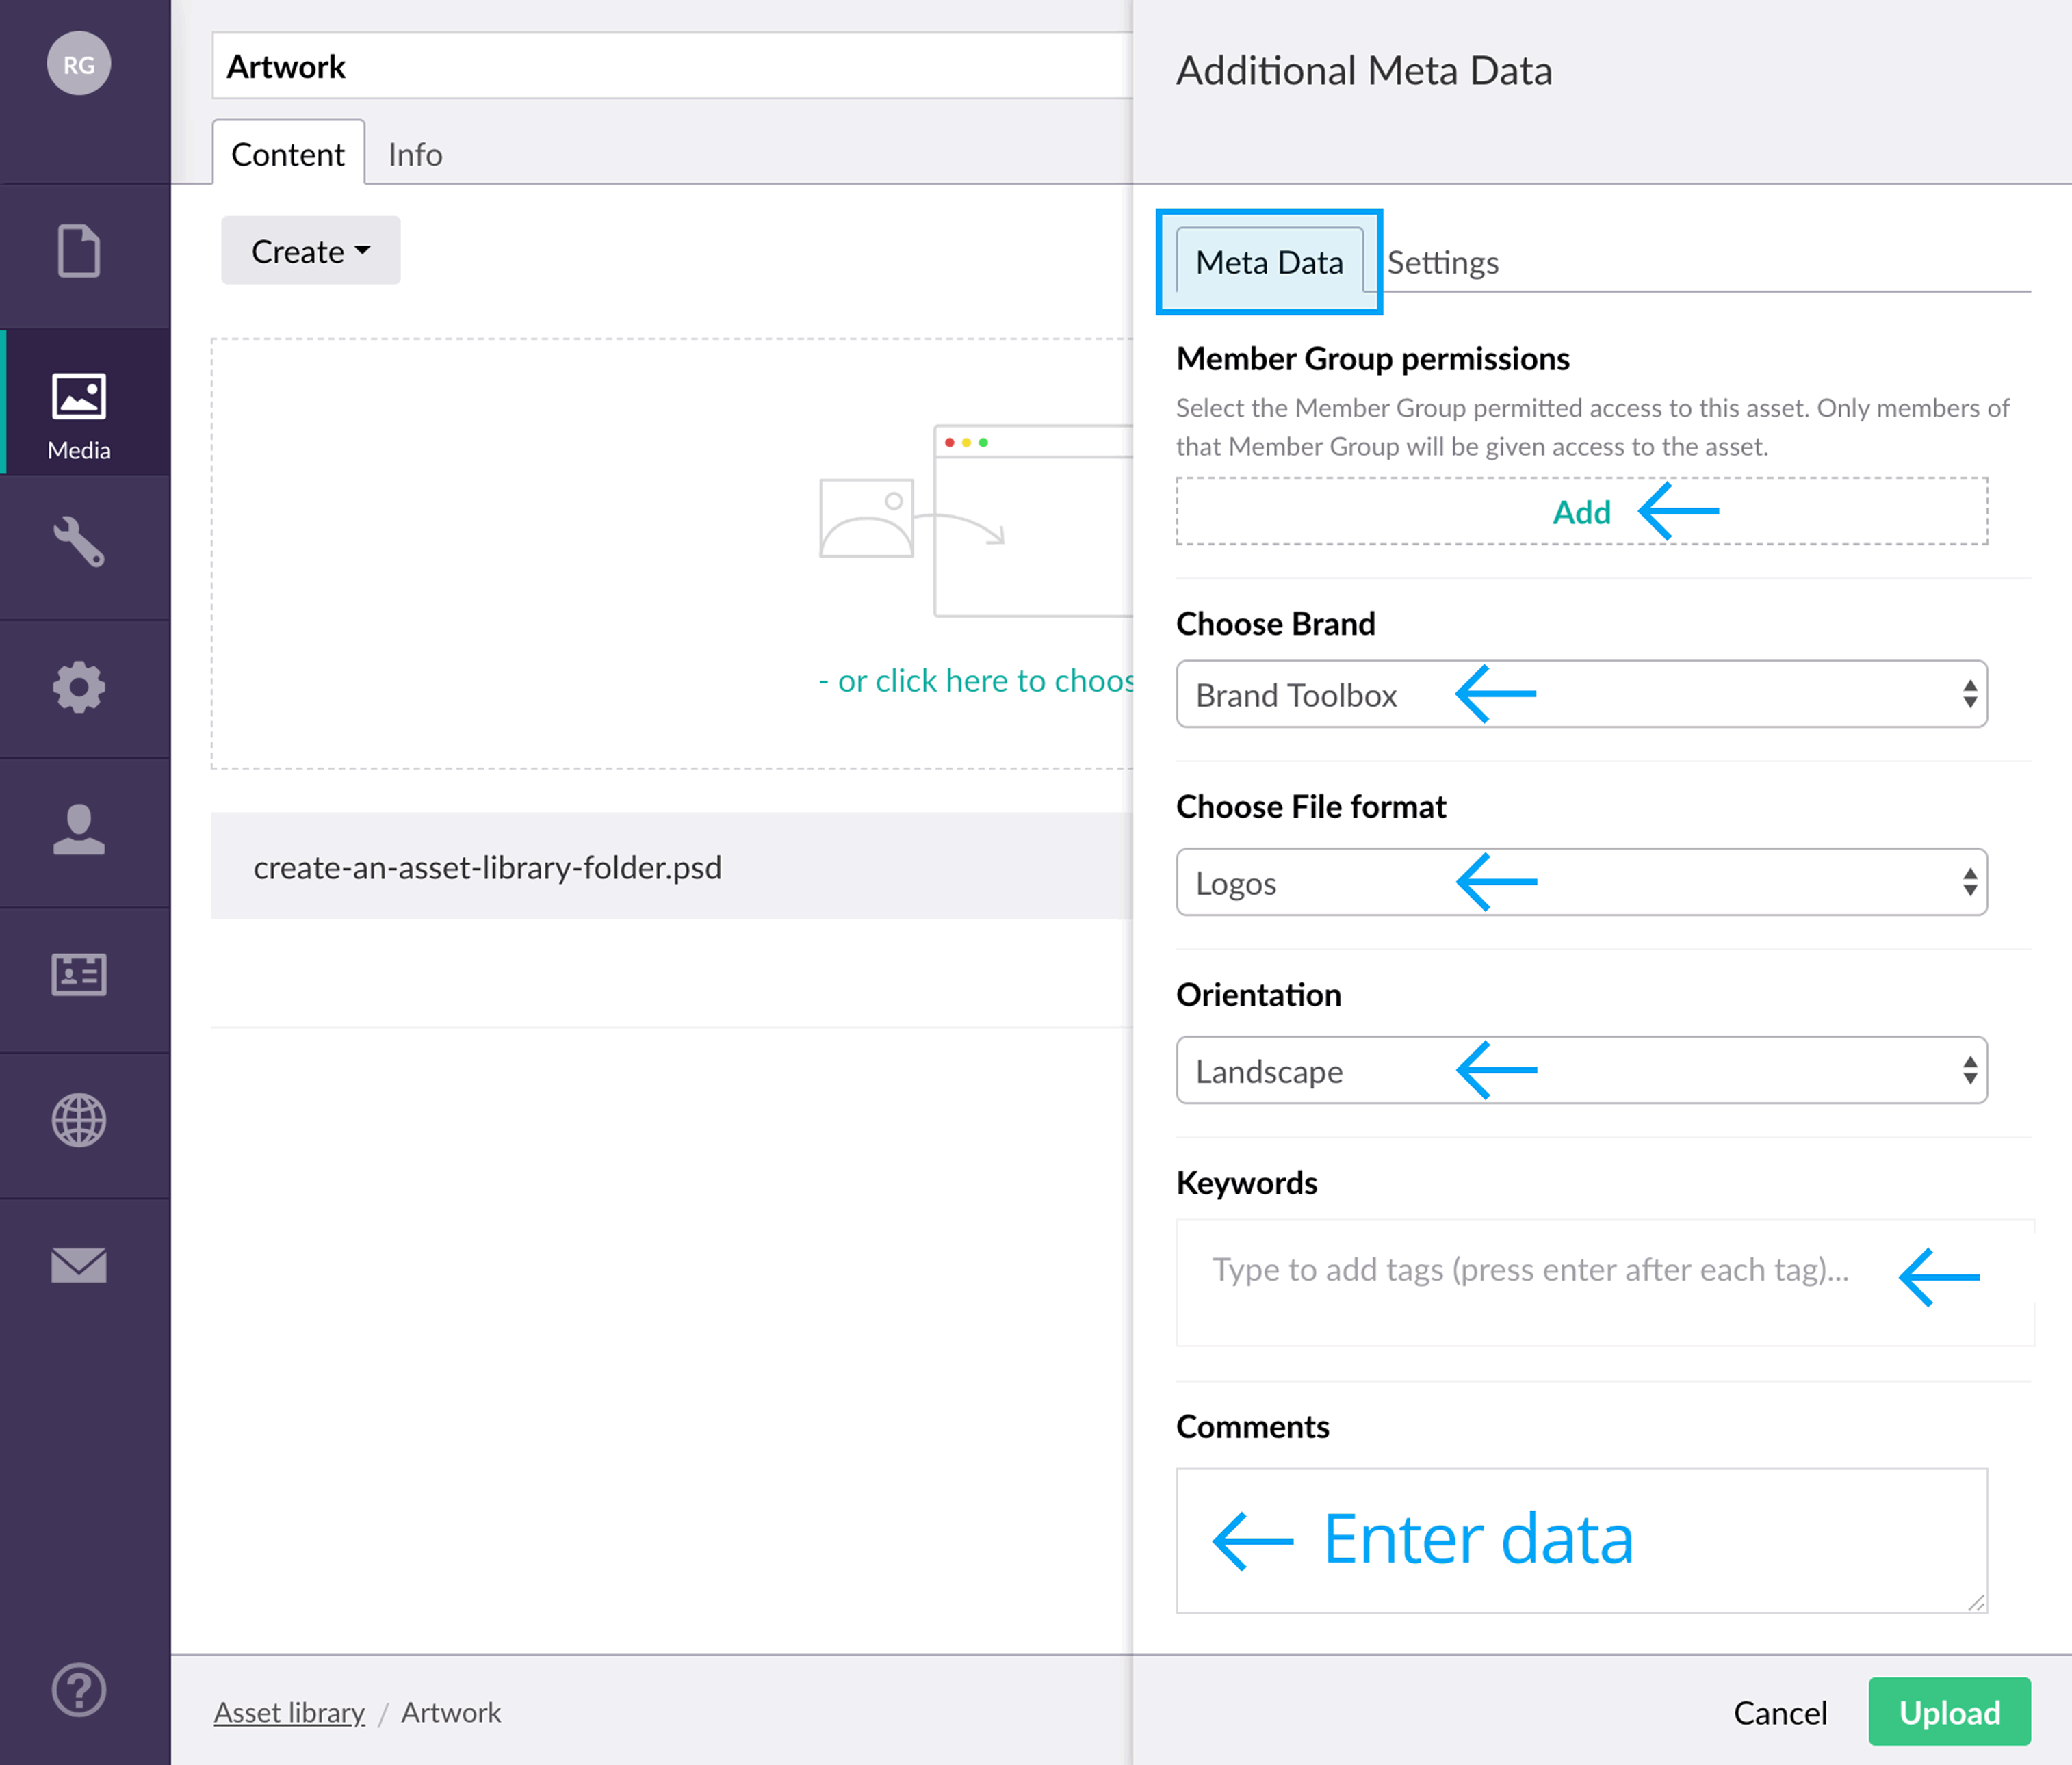 RG
Media
Artwork
Content
Info
Create
- or click here to choos
create-an-asset-library-folder.psd
Asset library / Artwork
Additional Meta Data
Meta Data
Settings
Member Group permissions
Select the Member Group permitted access to this asset. Only members of
that Member Group will be given access to the asset.
Add
Choose Brand
Brand Toolbox
Choose File format
Logos
Orientation
Landscape
Keywords
Type to add tags (press enter after each tag)...
Comments
Enter data
Cancel
Upload